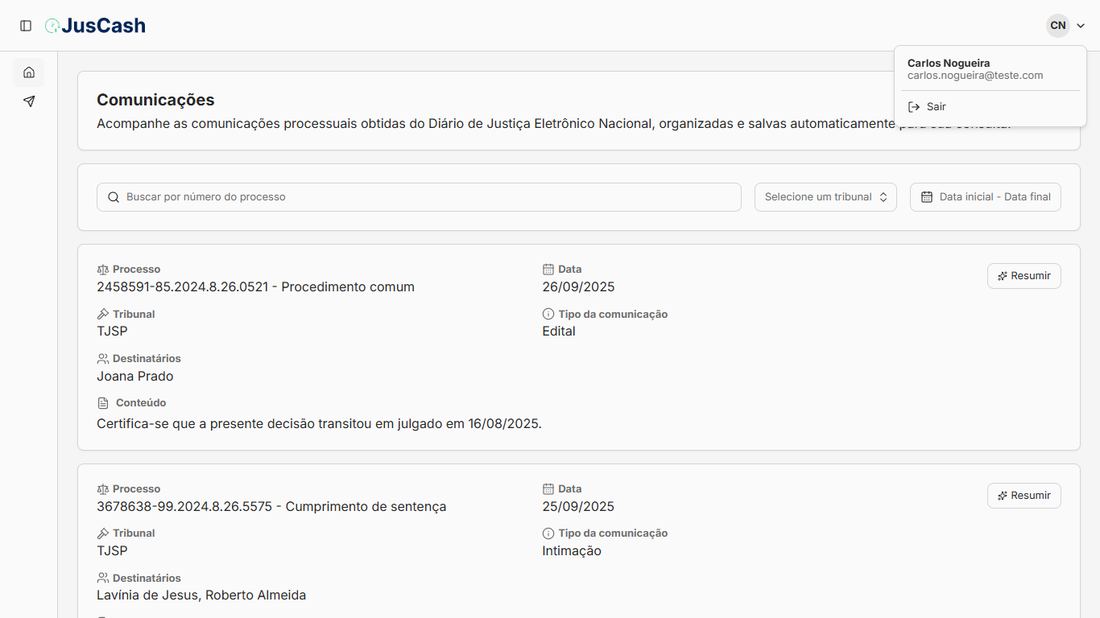 JusCash
CN
Carlos Nogueira
carlos.nogueira@teste.com
Sair
Comunicações
Acompanhe as comunicações processuais obtidas do Diário de Justiça Eletrônico Nacional, organizadas e salvas automaticamente
Buscar por número do processo
Selecione um tribunal
Data inicial - Data final
Processo
Data
Resumir
2458591-85.2024.8.26.0521 - Procedimento comum
26/09/2025
Tribunal
Tipo da comunicação
TJSP
Edital
Destinatários
Joana Prado
Conteúdo
Certifica-se que a presente decisão transitou em julgado em 16/08/2025.
Processo
Data
Resumir
3678638-99.2024.8.26.5575 - Cumprimento de sentença
25/09/2025
Tribunal
Tipo da comunicação
TJSP
Intimação
Destinatários
Lavínia de Jesus, Roberto Almeida